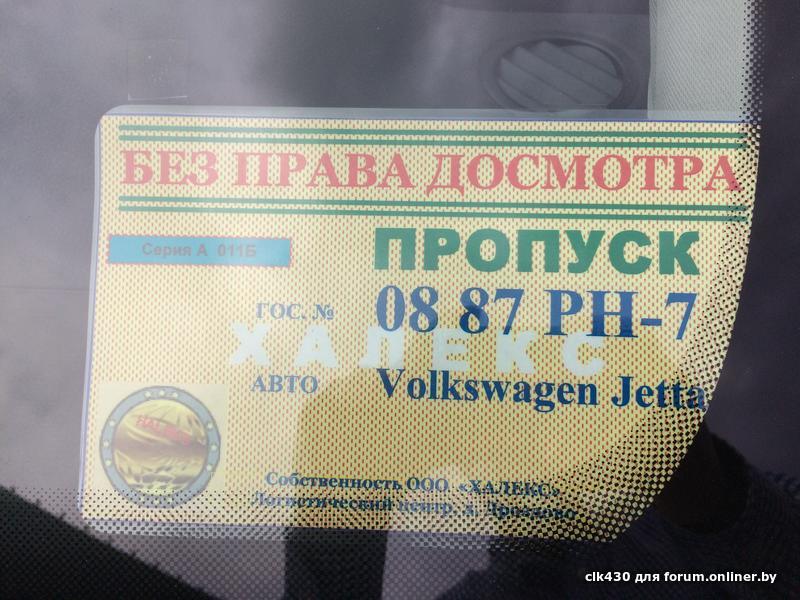 БЕЗ ПРАВА ДОСМОТРА
Серия А 011Б
ПРОПУСК
ГОС. № 08 87 РН-7
ХАЛЕКС
АВТО Volkswagen Jetta
HALEKS
Собственность ООО «ХАЛЕКС»
Логистический центр, д.
clk430 для forum.onliner.by